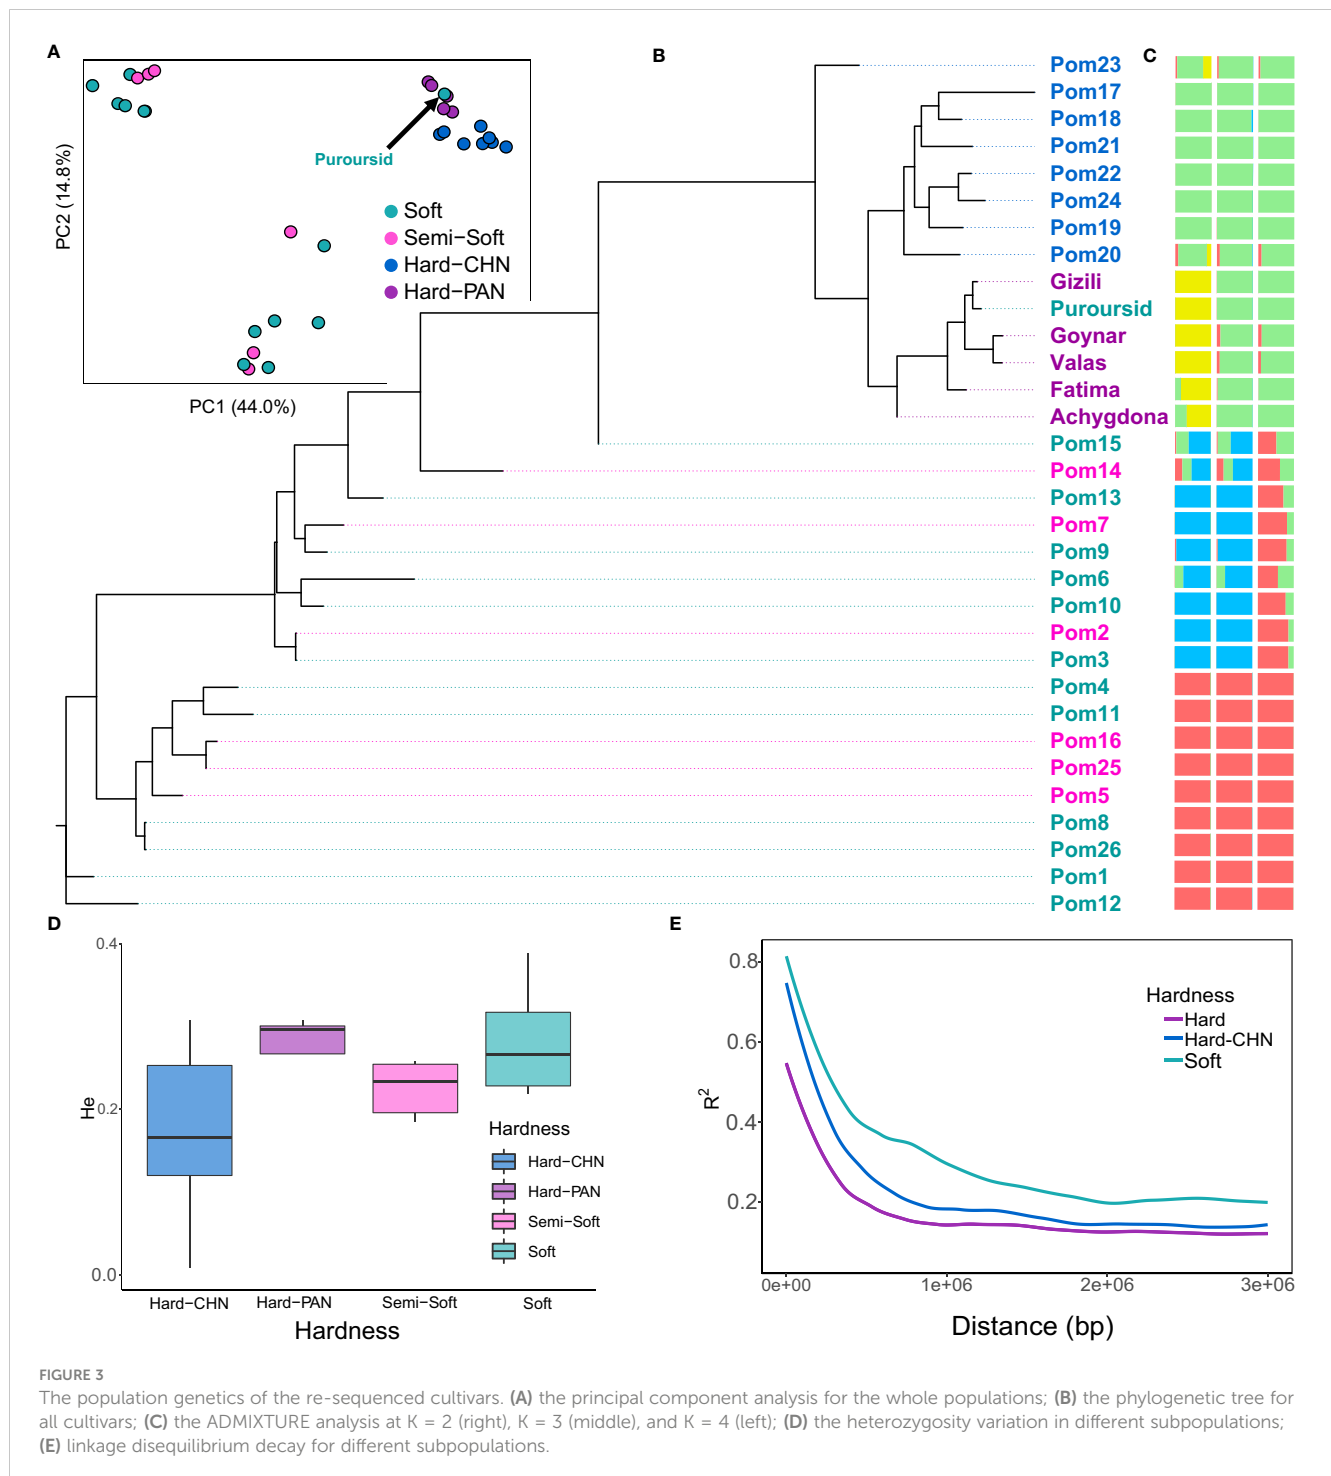 A
B
C
PC2 (14.8%)
PC1 (44.0%)
Puroursid
Soft
Semi−Soft
Hard−CHN
Hard−PAN
Pom23
Pom17
Pom18
Pom21
Pom22
Pom24
Pom19
Pom20
Gizili
Puroursid
Goynar
Valas
Fatima
Achygdona
Pom15
Pom14
Pom13
Pom7
Pom9
Pom6
Pom10
Pom2
Pom3
Pom4
Pom11
Pom16
Pom25
Pom5
Pom8
Pom26
Pom1
Pom12
D
0.4
0.2
0.0
He
Hardness
Hard−CHN
Hard−PAN
Semi−Soft
Soft
Hard−CHN
Hard−PAN
Semi−Soft
Soft
Hardness
E
0.8
0.6
0.4
0.2
R2
Hardness
Hard
Hard-CHN
Soft
0e+00
1e+06
2e+06
3e+06
Distance (bp)
FIGURE 3
The population genetics of the re-sequenced cultivars. (A) the principal component analysis for the whole populations; (B) the phylogenetic tree for
all cultivars; (C) the ADMIXTURE analysis at K = 2 (right), K = 3 (middle), and K = 4 (left); (D) the heterozygosity variation in different subpopulations;
(E) linkage disequilibrium decay for different subpopulations.